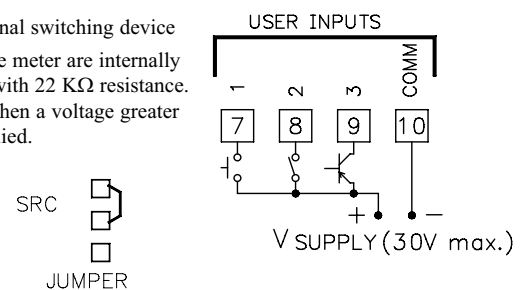 nal switching device
e meter are internally
with 22 KΩ resistance.
hen a voltage greater
lied.
USER INPUTS
1 2 3 COMM
7 8 9 10
+ -
V SUPPLY (30V max.)
SRC
JUMPER